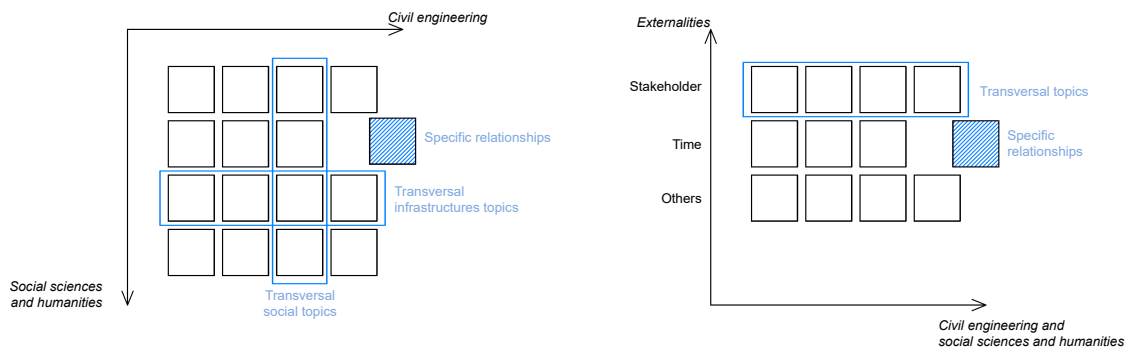 Civil engineering
Specific relationships
Transversal
infrastructures topics
Social sciences
and humanities
Transversal
social topics
Externalities
Stakeholder
Transversal topics
Time
Specific
relationships
Others
Civil engineering and
social sciences and humanities